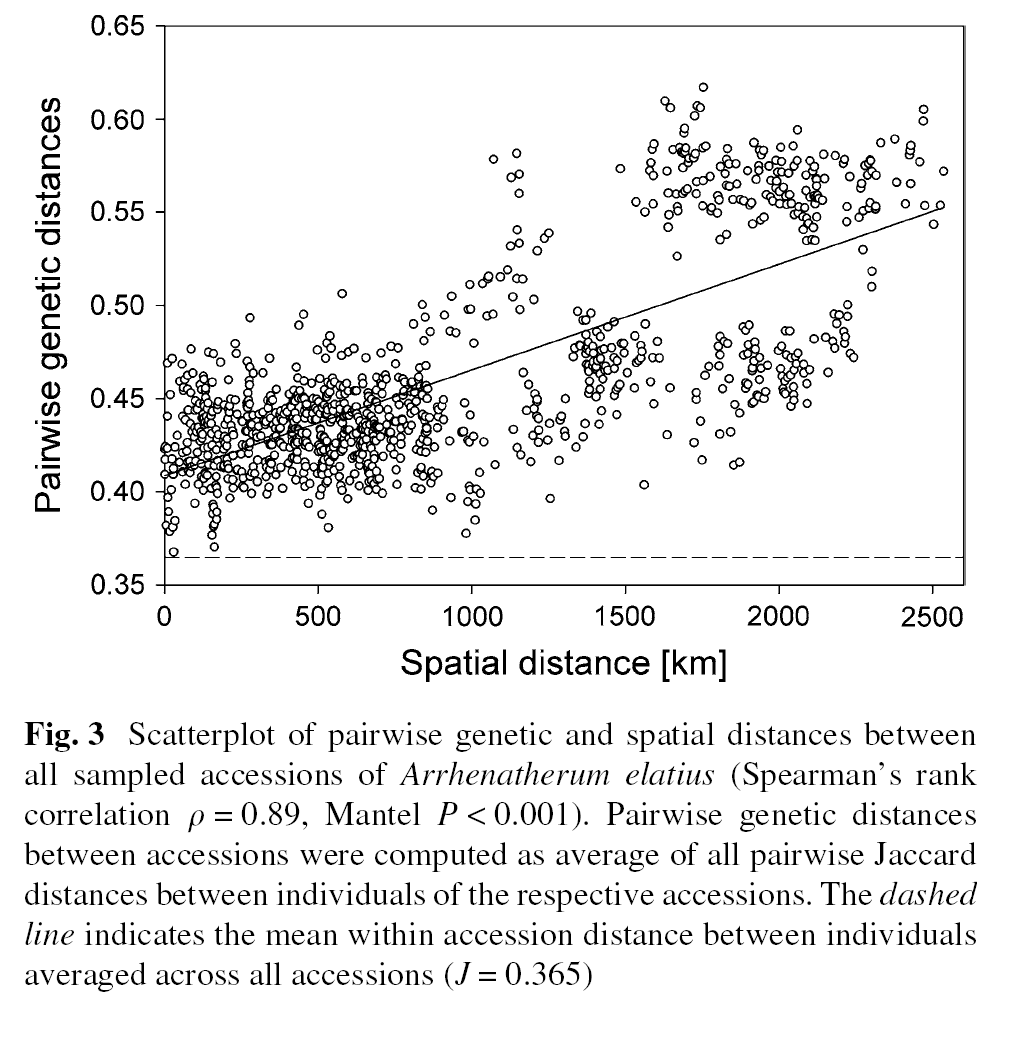 0.65
0.60
0.55
0.50
0.45
0.40
0.35
Pairwise genetic distances
0 500 1000 1500 2000 2500
Spatial distance [km]
Fig. 3 Scatterplot of pairwise genetic and spatial distances between
all sampled accessions of Arrhenatherum elatius (Spearman's rank
correlation ρ = 0.89, Mantel P < 0.001). Pairwise genetic distances
between accessions were computed as average of all pairwise Jaccard
distances between individuals of the respective accessions. The dashed
line indicates the mean within accession distance between individuals
averaged across all accessions (J = 0.365)